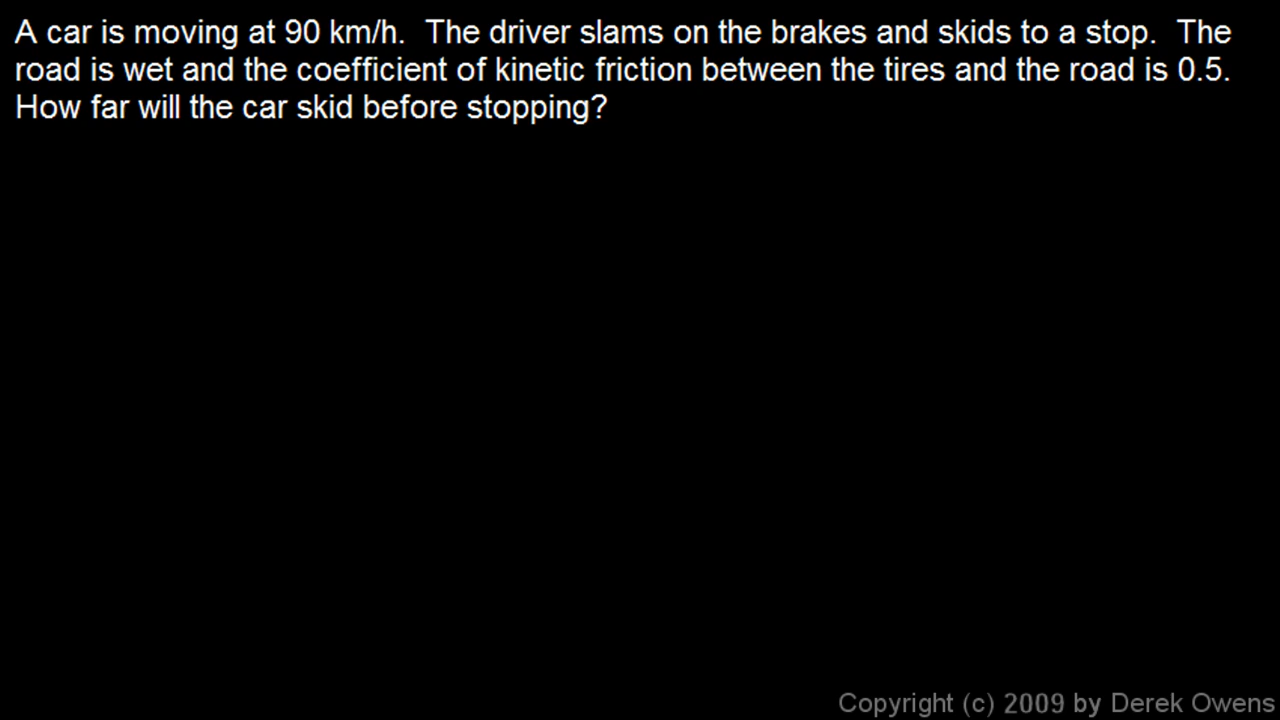 A car is moving at 90 km/h.  The driver slams on the brakes and skids to a stop.  The
road is wet and the coefficient of kinetic friction between the tires and the road is 0.5.
How far will the car skid before stopping?
Copyright (c) 2009 by Derek Owens